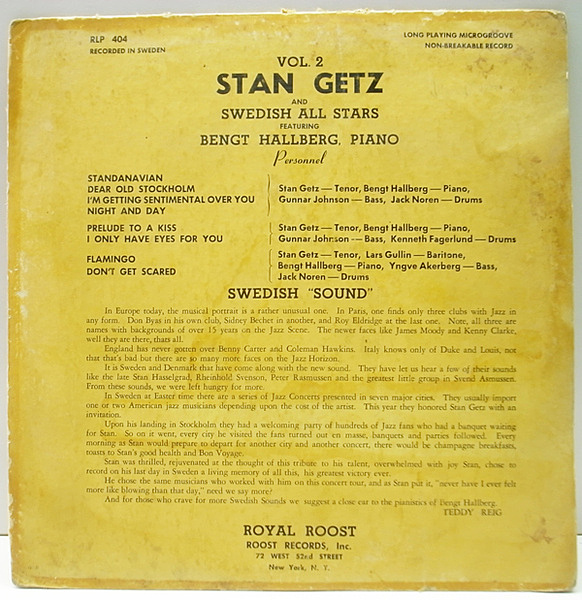 RLP 404
RECORDED IN SWEDEN
LONG PLAYING MICROGROOVE
NON-BREAKABLE RECORD
VOL. 2
STAN GETZ
AND
SWEDISH ALL STARS
FEATURING
BENGT HALLBERG, PIANO
Personnel
STANDANAVIAN
DEAR OLD STOCKHOLM
I'M GETTING SENTIMENTAL OVER YOU
NIGHT AND DAY
Stan Getz — Tenor, Bengt Hallberg — Piano,
Gunnar Johnson — Bass, Jack Noren — Drums
PRELUDE TO A KISS
I ONLY HAVE EYES FOR YOU
Stan Getz — Tenor, Bengt Hallberg — Piano,
Gunnar Johnson — Bass, Kenneth Fagerlund — Drums
FLAMINGO
DON'T GET SCARED
Stan Getz — Tenor, Lars Gullin — Baritone,
Bengt Hallberg — Piano, Yngve Akerberg — Bass,
Jack Noren — Drums
SWEDISH "SOUND"
In Europe today, the musical portrait is a rather unusual one. In Paris, one finds only three clubs with Jazz in
any form. Don Byas in his own club, Sidney Bechet in another, and Roy Eldridge at the last one. Note, all three are
names with backgrounds of over 15 years on the Jazz Scene. The newer faces like James Moody and Kenny Clarke,
well they are there, thats all.
England has never gotten over Benny Carter and Coleman Hawkins. Italy knows only of Duke and Louis, not
that that's bad but there are so many more faces on the Jazz Horizon.
It is Sweden and Denmark that have come along with the new sound. They have let us hear a few of their sounds
like the late Stan Hasselgrad, Rheinhold Svenson, Peter Rasmussen and the greatest little group in Svend Asmussen.
From these sounds, we were left hungry for more.
In Sweden at Easter time there are a series of Jazz Concerts presented in seven major cities. They usually import
one or two American jazz musicians depending upon the cost of the artist. This year they honored Stan Getz with an
invitation.
Upon his landing in Stockholm they had a welcoming party of hundreds of Jazz fans who had a banquet waiting
for Stan. So on it went, every city he visited the fans turned out en masse, banquets and parties followed. Every
morning as Stan would prepare to depart for another city and another concert, there would be champagne breakfasts,
toasts to Stan's good health and Bon Voyage.
Stan was thrilled, rejuvenated at the thought of this tribute to his talent, overwhelmed with joy Stan, chose to
record on his last day in Sweden a living memory of all this, his greatest victory ever.
He chose the same musicians who worked with him on this concert tour, and as Stan put it, "never have I ever felt
more like blowing than that day," need we say more?
And for those who crave for more Swedish Sounds we suggest a close ear to the pianistics of Bengt Hallberg.
TEDDY REIG
ROYAL ROOST
ROOST RECORDS, Inc.
72 WEST 52nd STREET
New York, N. Y.